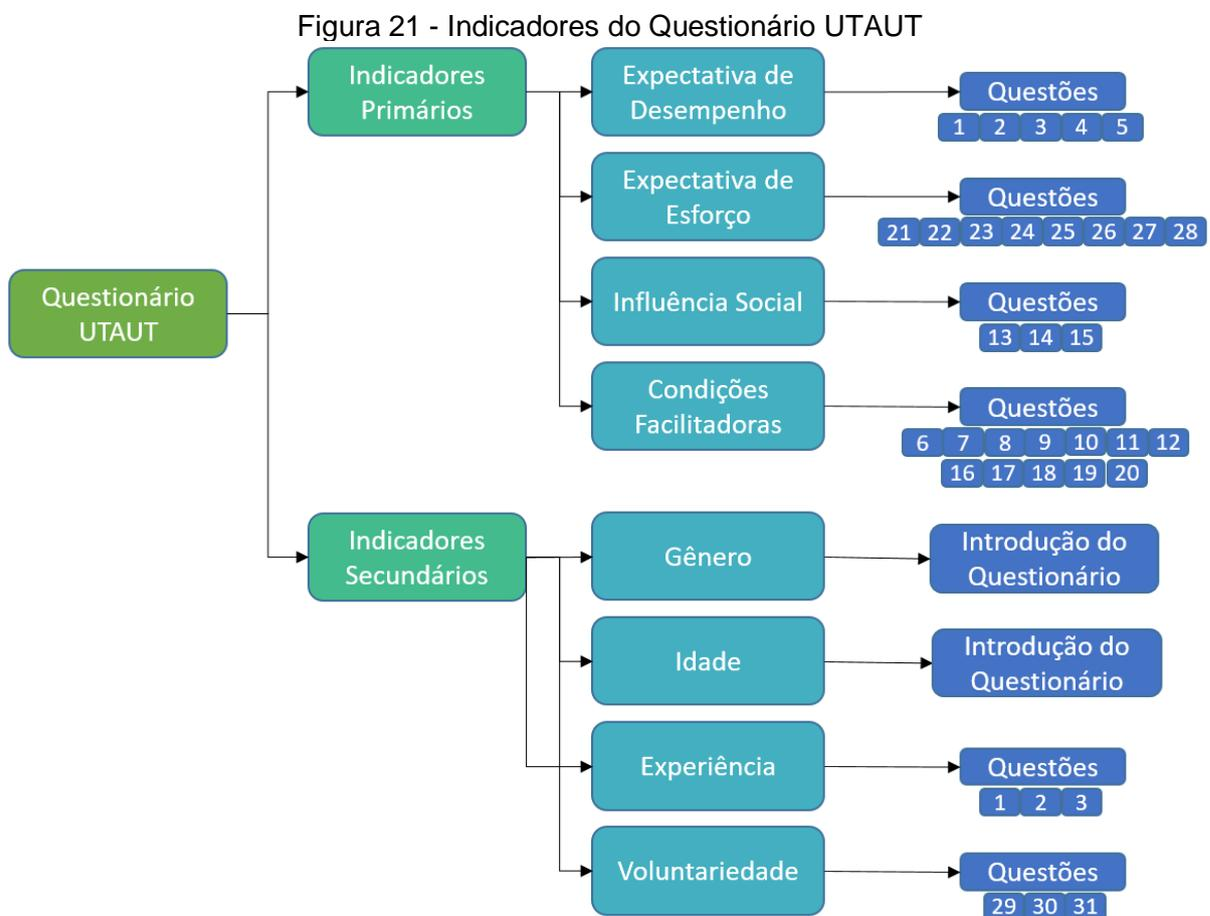 Figura 21 - Indicadores do Questionário UTAUT
Questionário
UTAUT
Indicadores
Primários
Expectativa de
Desempenho
Questões
1 2 3 4 5
Expectativa de
Esforço
Questões
21 22 23 24 25 26 27 28
Influência Social
Questões
13 14 15
Condições
Facilitadoras
Questões
6 7 8 9 10 11 12
16 17 18 19 20
Indicadores
Secundários
Gênero
Introdução do
Questionário
Idade
Introdução do
Questionário
Experiência
Questões
1 2 3
Voluntariedade
Questões
29 30 31